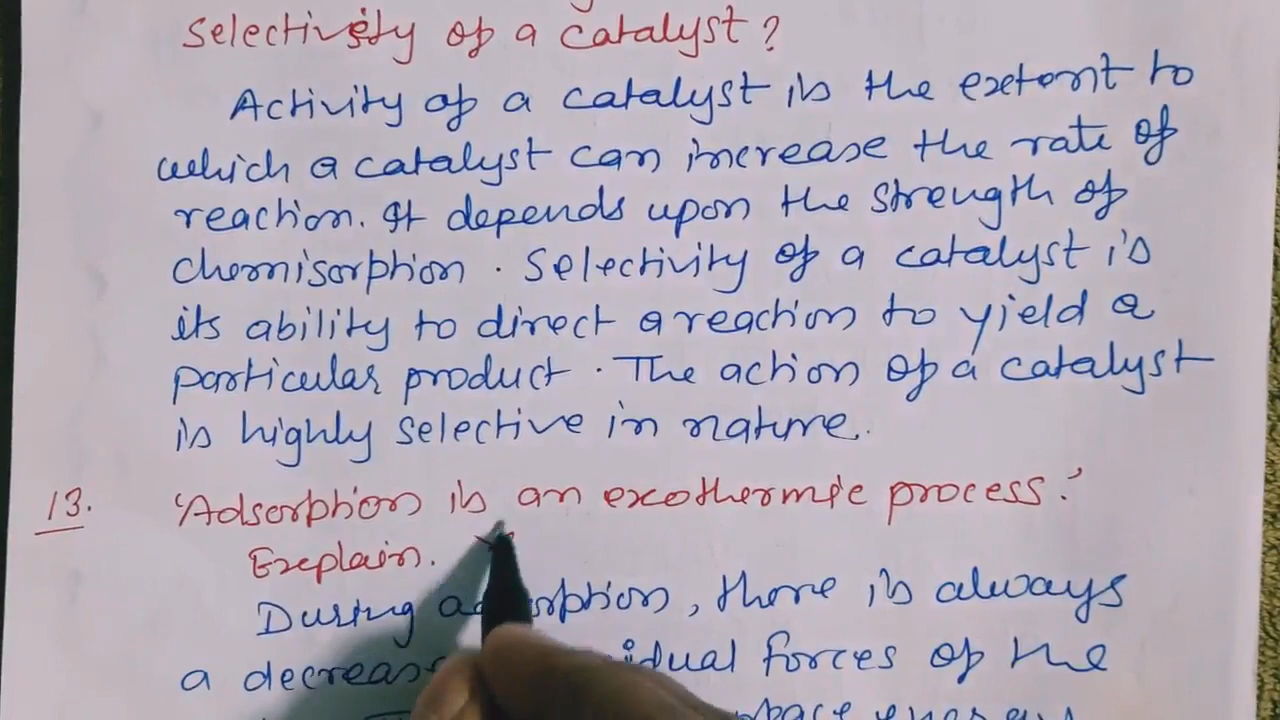 Selectivity of a catalyst?
Activity of a catalyst is the extent to
which a catalyst can increase the rate of
reaction. It depends upon the strength of
chemisorption. Selectivity of a catalyst is
its ability to direct a reaction to yield a
particular product. The action of a catalyst
is highly selective in nature.
13. 'Adsorption is an exothermic process.'
Explain.
During adsorption, there is always
a decrease forces of the